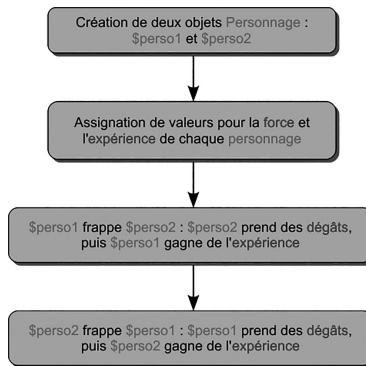 Création de deux objets Personnage :
$perso1 et $perso2
Assignation de valeurs pour la force et
l'expérience de chaque personnage
$perso1 frappe $perso2 : $perso2 prend des dégâts,
puis $perso1 gagne de l'expérience
$perso2 frappe $perso1 : $perso1 prend des dégâts,
puis $perso2 gagne de l'expérience